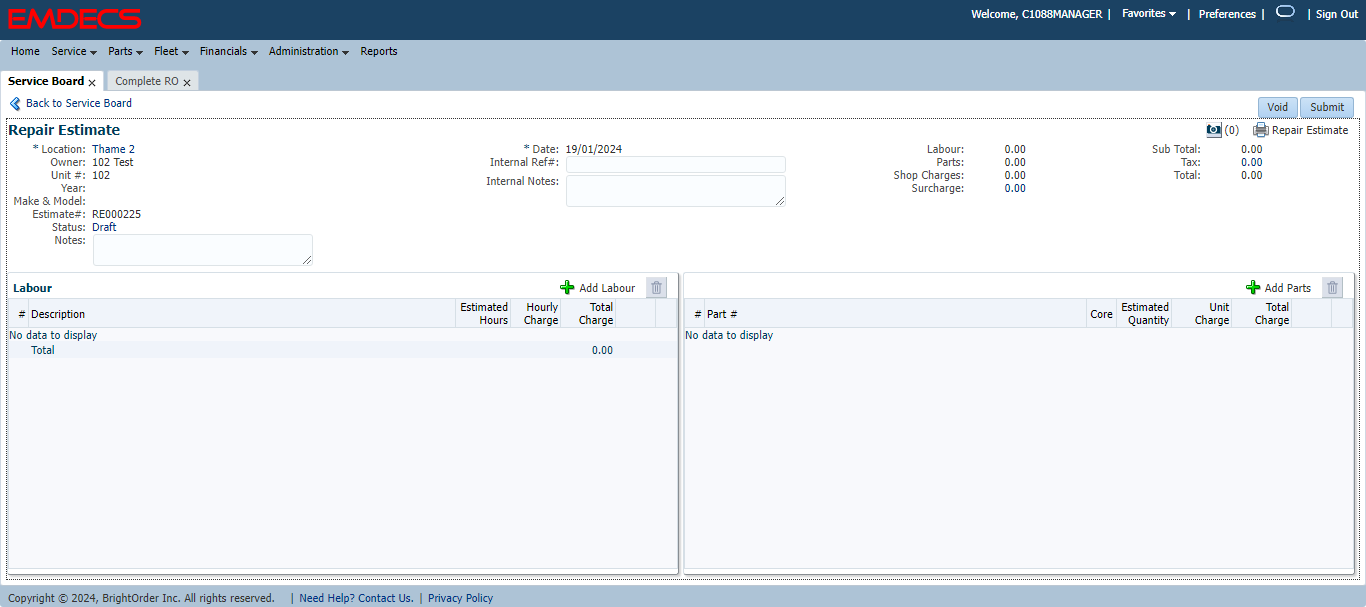 EMDECS
Welcome, C1088MANAGER | Favorites | Preferences | | Sign Out
Home Service Parts Fleet Financials Administration Reports
Service Board x Complete RO x
Back to Service Board
Void Submit
Repair Estimate
(0) Repair Estimate
* Location: Thame 2
Owner: 102 Test
Unit #: 102
Year:
Make & Model:
Estimate#: RE000225
Status: Draft
Notes:
* Date: 19/01/2024
Internal Ref#:
Internal Notes:
Labour: 0.00
Parts: 0.00
Shop Charges: 0.00
Surcharge: 0.00
Sub Total: 0.00
Tax: 0.00
Total: 0.00
Labour Add Labour
# Description Estimated Hours Hourly Charge Total Charge
No data to display
Total 0.00
Add Parts
# Part # Core Estimated Quantity Unit Charge Total Charge
No data to display
Copyright © 2024, BrightOrder Inc. All rights reserved. | Need Help? Contact Us. | Privacy Policy